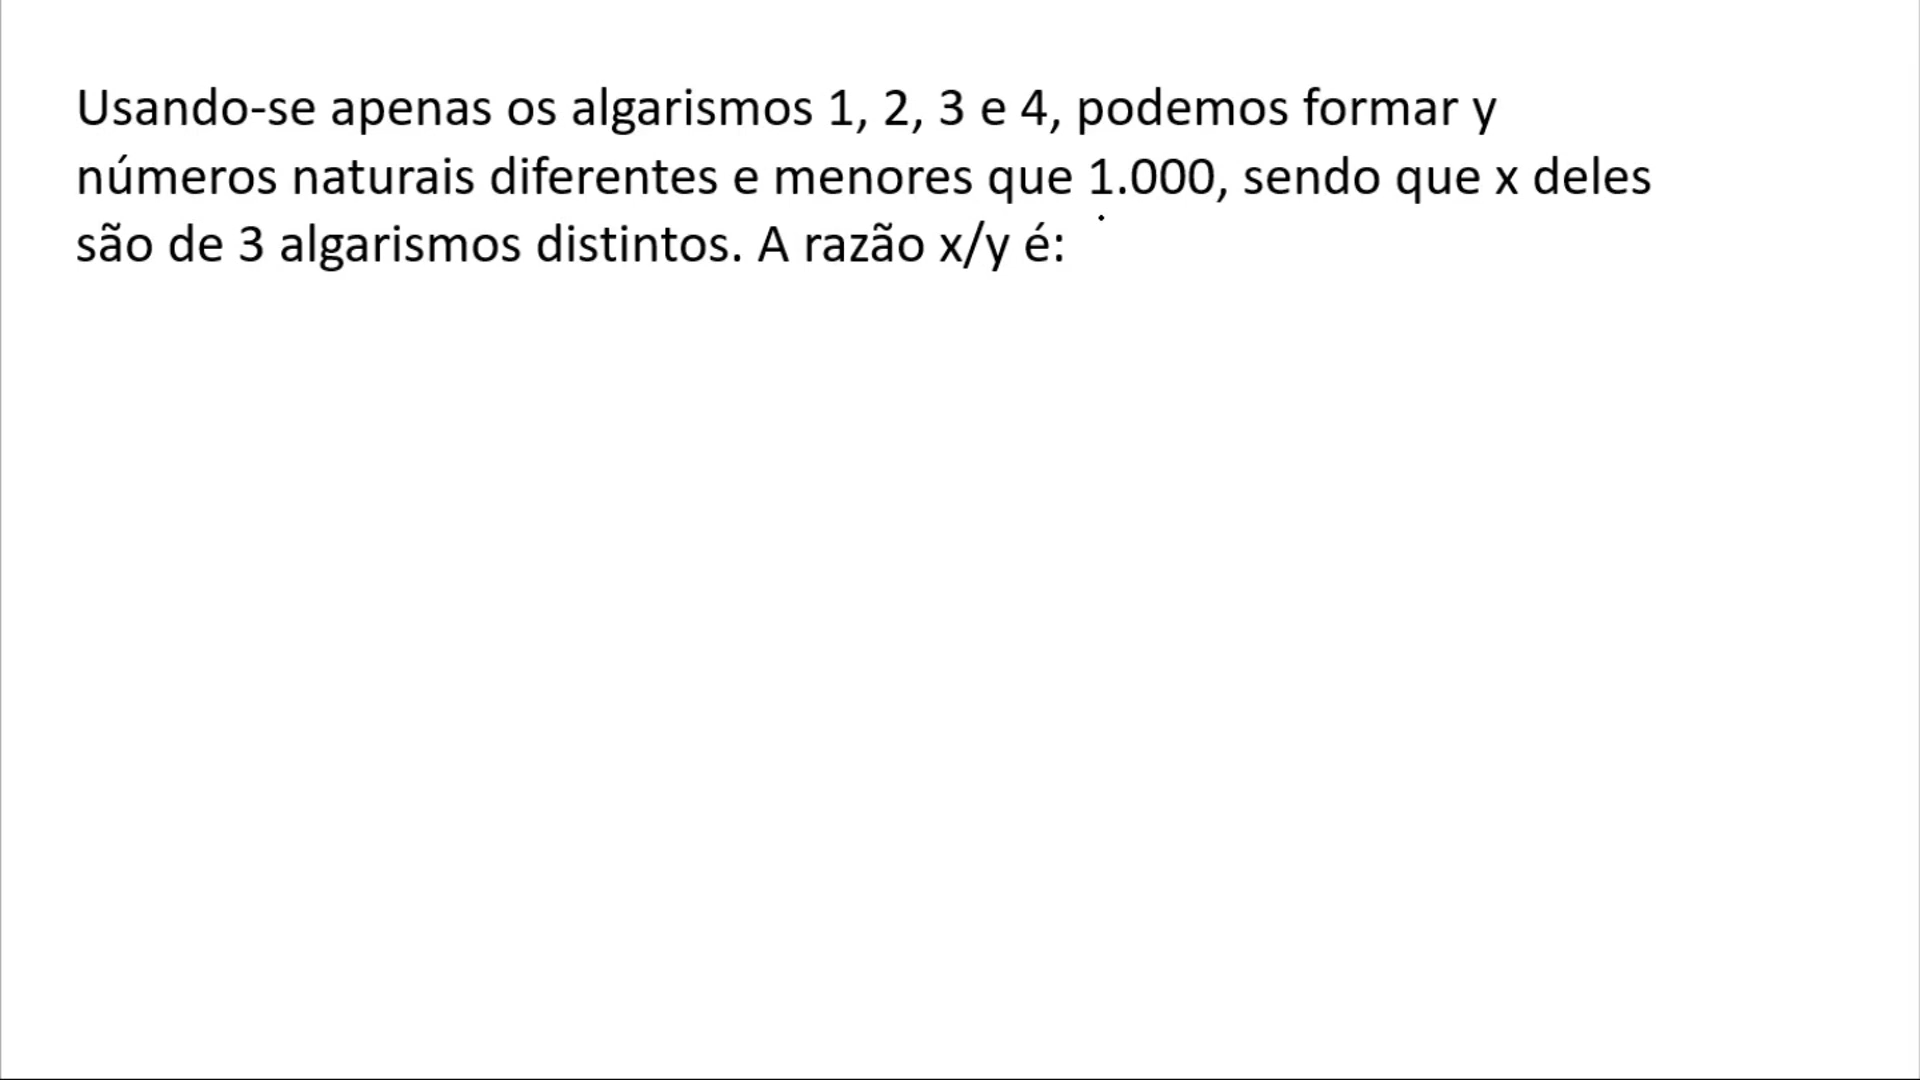 Usando-se apenas os algarismos 1, 2, 3 e 4, podemos formar y
números naturais diferentes e menores que 1.000, sendo que x deles
são de 3 algarismos distintos. A razão x/y é: